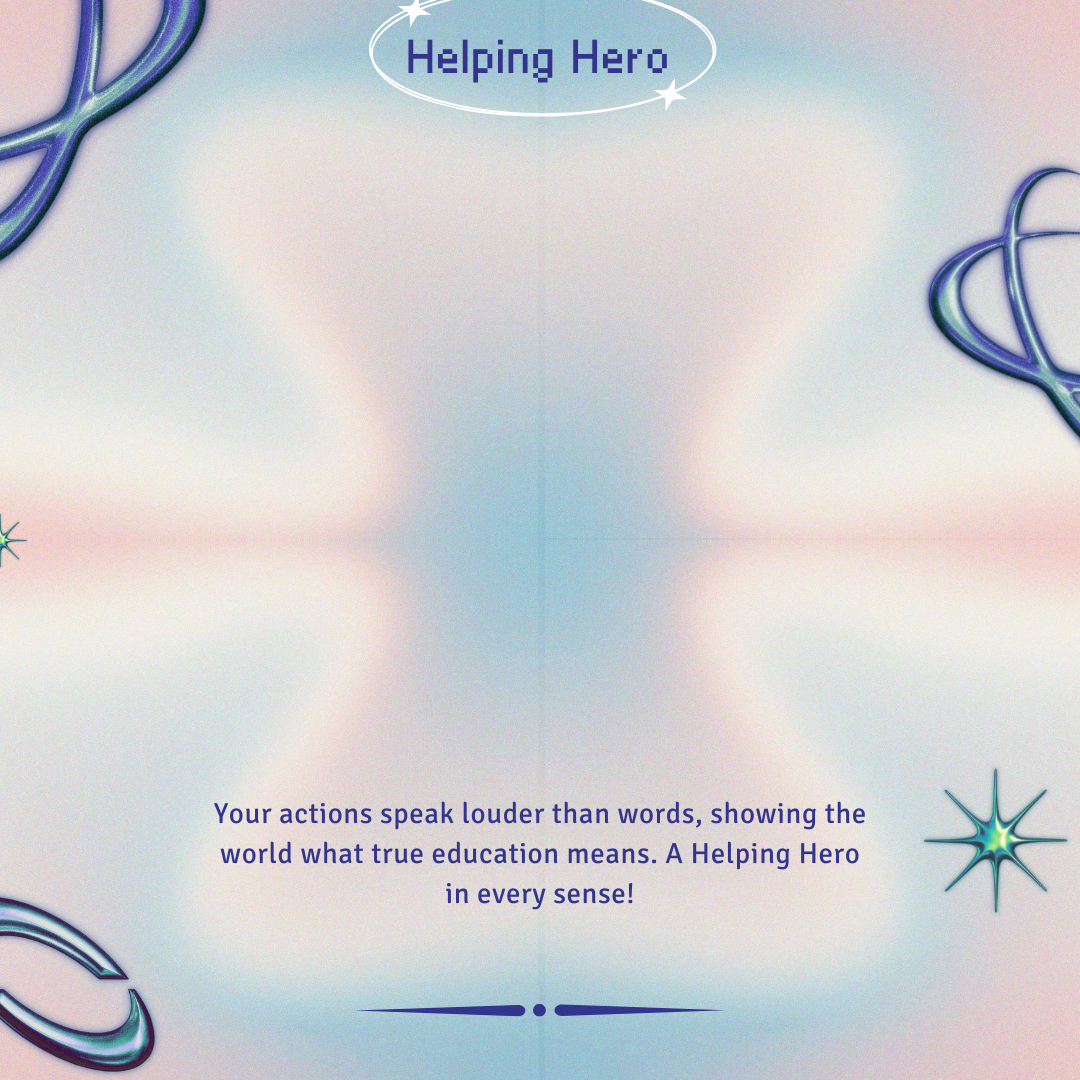 Helping Hero
Your actions speak louder than words, showing the
world what true education means. A Helping Hero
in every sense!